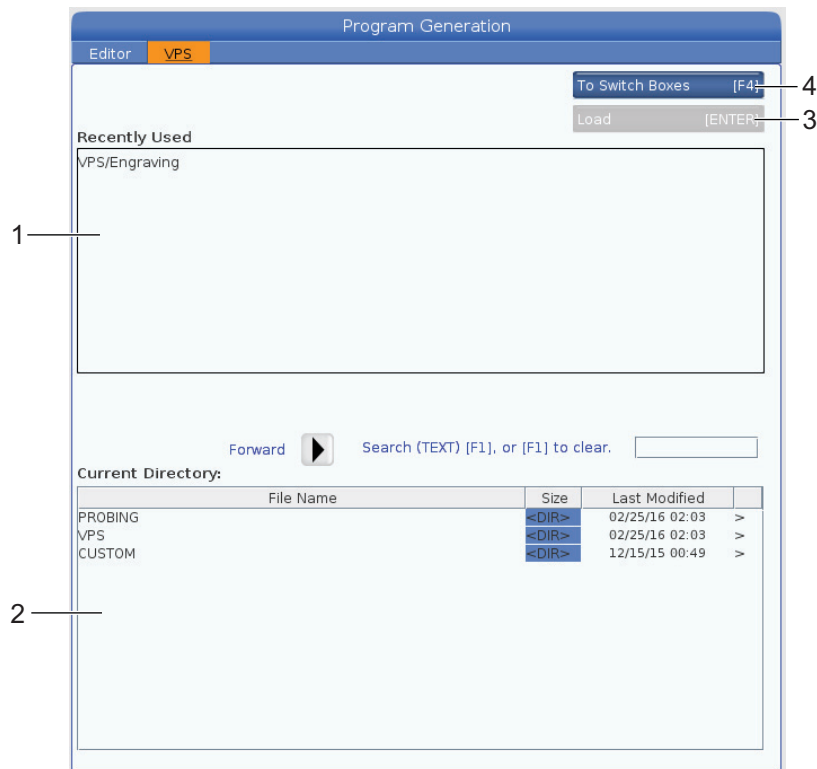 Program Generation
Editor VPS
To Switch Boxes [F4] 4
Load [ENTER] 3
Recently Used
VPS/Engraving
1
Forward Search (TEXT) [F1], or [F1] to clear.
Current Directory:
File Name Size Last Modified
PROBING <DIR> 02/25/16 02:03 >
VPS <DIR> 02/25/16 02:03 >
CUSTOM <DIR> 12/15/15 00:49 >
2